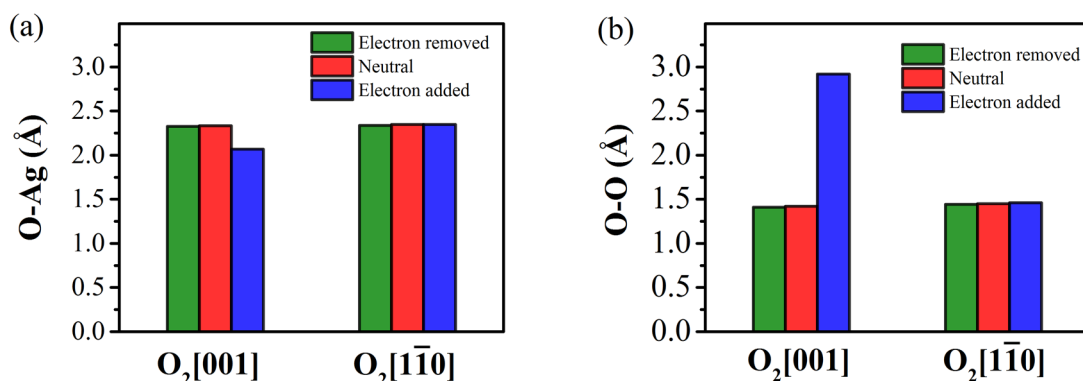 (a)
Electron removed
Neutral
Electron added
O-Ag (Å)
3.0
2.5
2.0
1.5
1.0
0.5
0.0
O₂[001]
O₂[11̅0]
(b)
Electron removed
Neutral
Electron added
O-O (Å)
3.0
2.5
2.0
1.5
1.0
0.5
0.0
O₂[001]
O₂[11̅0]